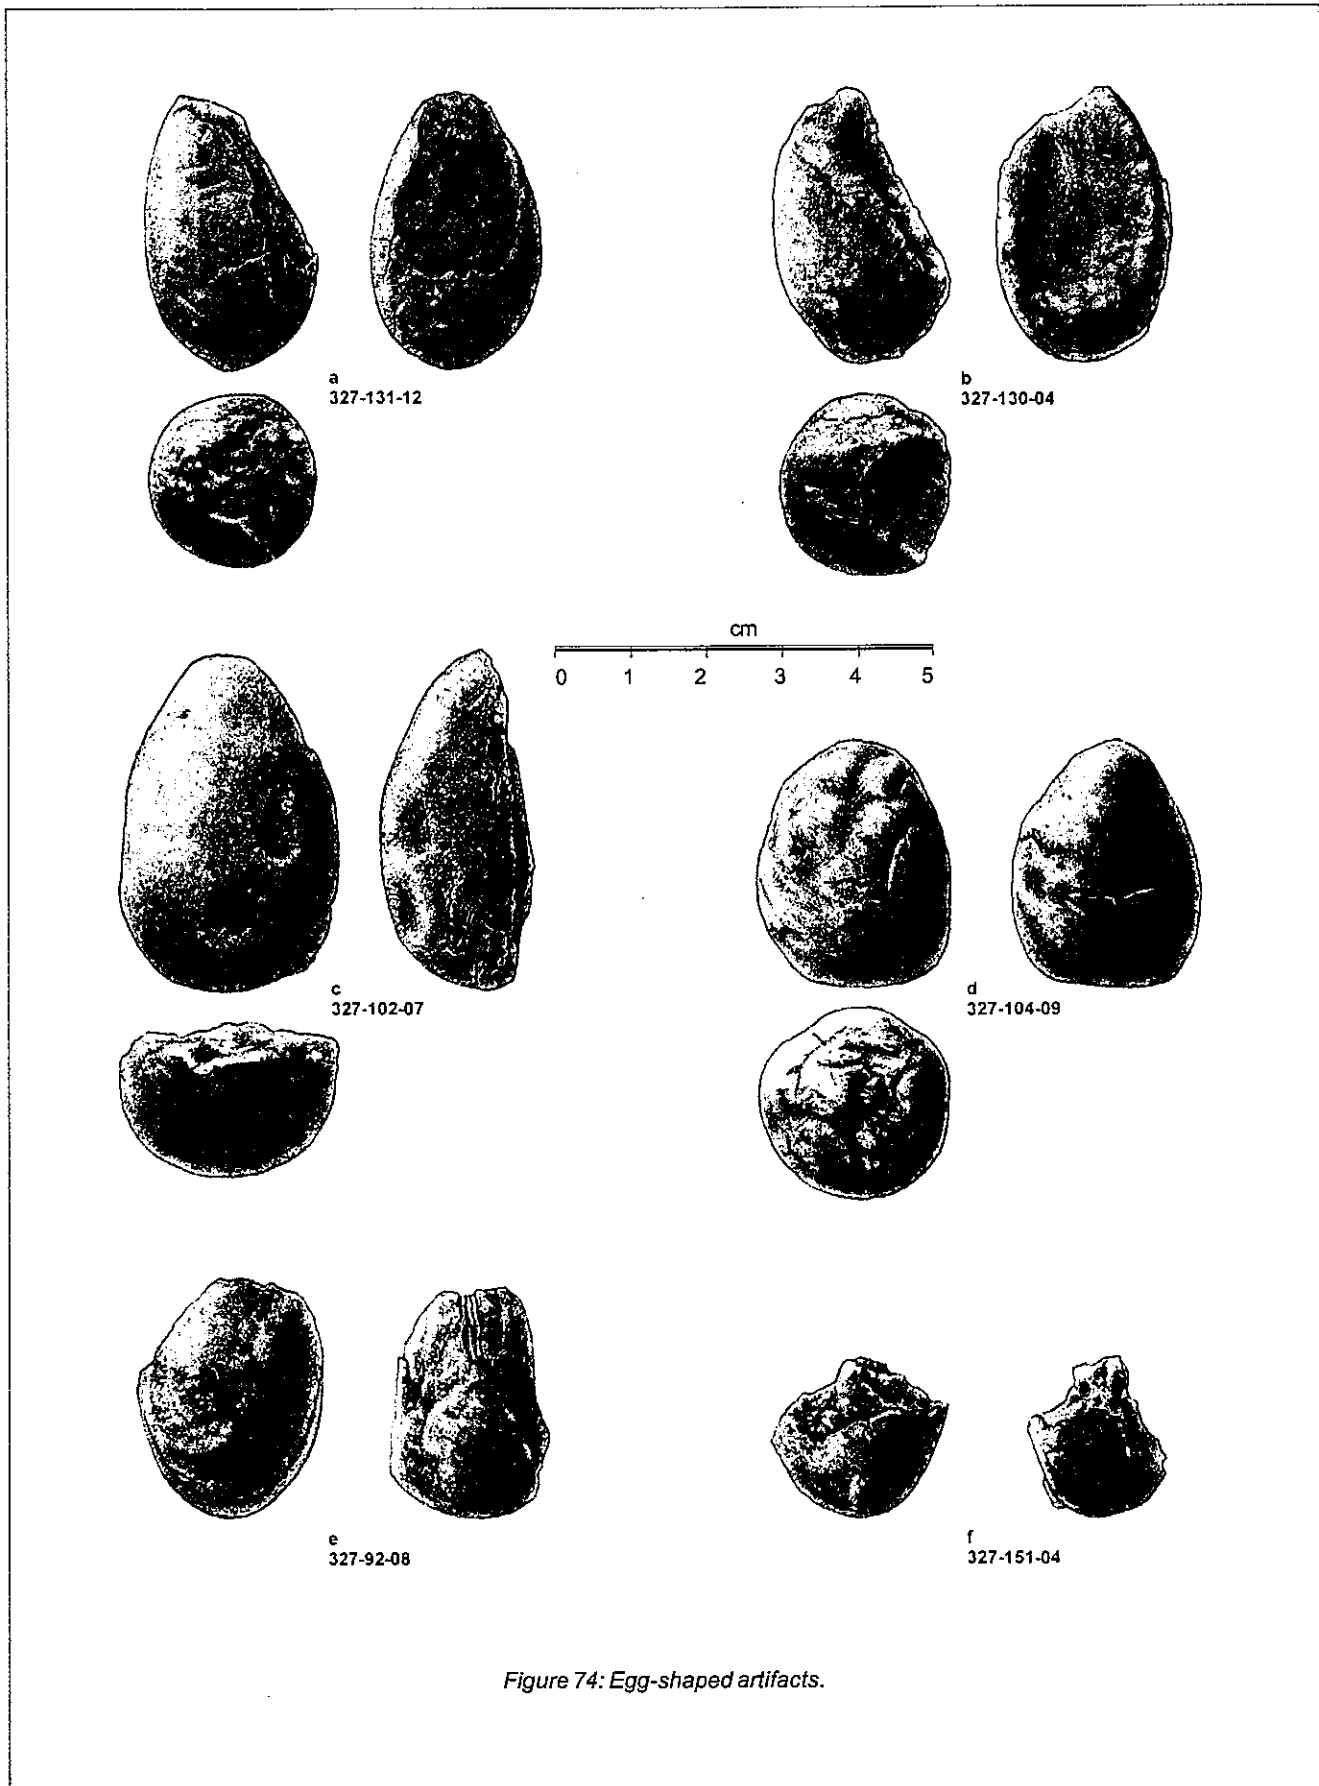 a
327-131-12
b
327-130-04
cm
0 1 2 3 4 5
c
327-102-07
d
327-104-09
e
327-92-08
f
327-151-04
Figure 74: Egg-shaped artifacts.